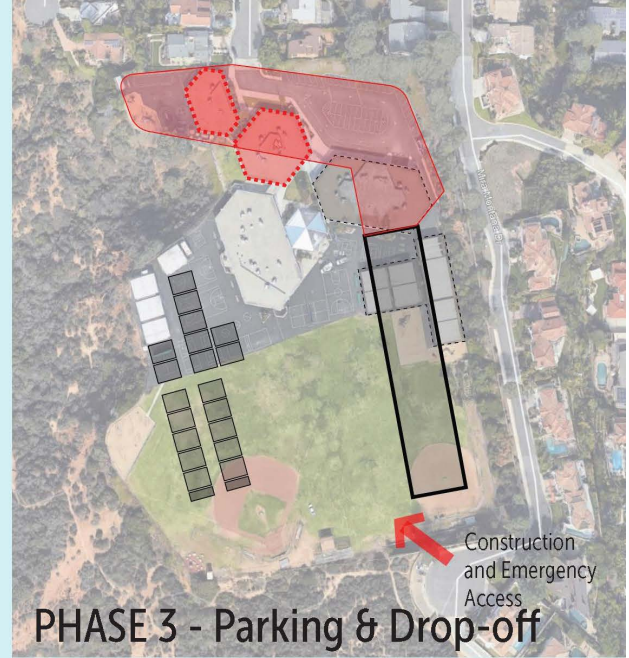 Construction
and Emergency
Access
PHASE 3 - Parking & Drop-off